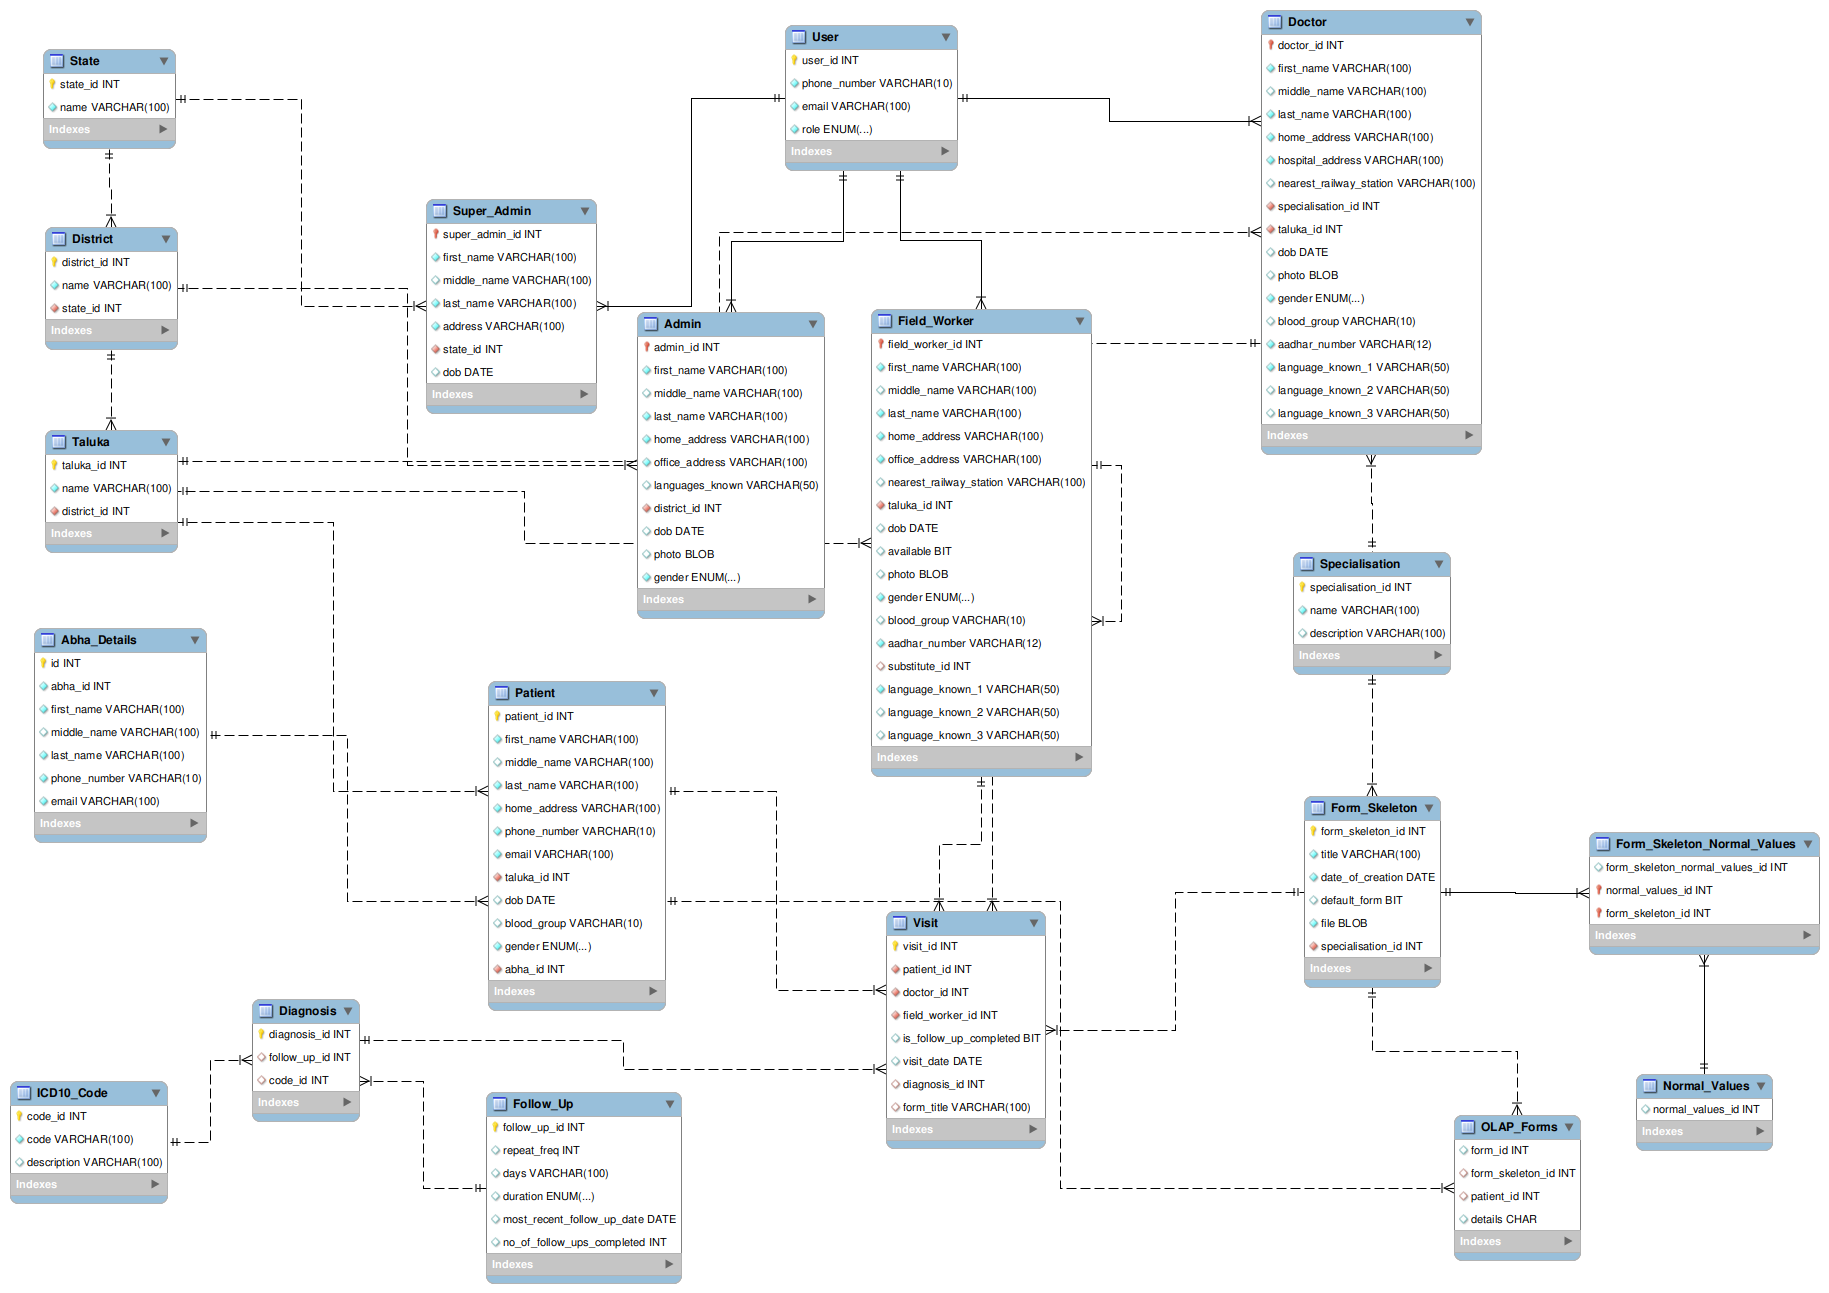 State
state_id INT
name VARCHAR(100)
Indexes
District
district_id INT
name VARCHAR(100)
state_id INT
Indexes
Taluka
taluka_id INT
name VARCHAR(100)
district_id INT
Indexes
Abha_Details
id INT
abha_id INT
first_name VARCHAR(100)
middle_name VARCHAR(100)
last_name VARCHAR(100)
phone_number VARCHAR(10)
email VARCHAR(100)
Indexes
ICD10_Code
code_id INT
code VARCHAR(100)
description VARCHAR(100)
Indexes
Diagnosis
diagnosis_id INT
follow_up_id INT
code_id INT
Indexes
Super_Admin
super_admin_id INT
first_name VARCHAR(100)
middle_name VARCHAR(100)
last_name VARCHAR(100)
address VARCHAR(100)
state_id INT
dob DATE
Indexes
Patient
patient_id INT
first_name VARCHAR(100)
middle_name VARCHAR(100)
last_name VARCHAR(100)
home_address VARCHAR(100)
phone_number VARCHAR(10)
email VARCHAR(100)
taluka_id INT
dob DATE
blood_group VARCHAR(10)
gender ENUM(...)
abha_id INT
Indexes
Follow_Up
follow_up_id INT
repeat_freq INT
days VARCHAR(100)
duration ENUM(...)
most_recent_follow_up_date DATE
no_of_follow_ups_completed INT
Indexes
User
user_id INT
phone_number VARCHAR(10)
email VARCHAR(100)
role ENUM(...)
Indexes
Admin
admin_id INT
first_name VARCHAR(100)
middle_name VARCHAR(100)
last_name VARCHAR(100)
home_address VARCHAR(100)
office_address VARCHAR(100)
languages_known VARCHAR(50)
district_id INT
dob DATE
photo BLOB
gender ENUM(...)
Indexes
Field_Worker
field_worker_id INT
first_name VARCHAR(100)
middle_name VARCHAR(100)
last_name VARCHAR(100)
home_address VARCHAR(100)
office_address VARCHAR(100)
nearest_railway_station VARCHAR(100)
taluka_id INT
dob DATE
available BIT
photo BLOB
gender ENUM(...)
blood_group VARCHAR(10)
aadhar_number VARCHAR(12)
substitute_id INT
language_known_1 VARCHAR(50)
language_known_2 VARCHAR(50)
language_known_3 VARCHAR(50)
Indexes
Visit
visit_id INT
patient_id INT
doctor_id INT
field_worker_id INT
is_follow_up_completed BIT
visit_date DATE
diagnosis_id INT
form_title VARCHAR(100)
Indexes
Doctor
doctor_id INT
first_name VARCHAR(100)
middle_name VARCHAR(100)
last_name VARCHAR(100)
home_address VARCHAR(100)
hospital_address VARCHAR(100)
nearest_railway_station VARCHAR(100)
specialisation_id INT
taluka_id INT
dob DATE
photo BLOB
gender ENUM(...)
blood_group VARCHAR(10)
aadhar_number VARCHAR(12)
language_known_1 VARCHAR(50)
language_known_2 VARCHAR(50)
language_known_3 VARCHAR(50)
Indexes
Specialisation
specialisation_id INT
name VARCHAR(100)
description VARCHAR(100)
Indexes
Form_Skeleton
form_skeleton_id INT
title VARCHAR(100)
date_of_creation DATE
default_form BIT
file BLOB
specialisation_id INT
Indexes
Form_Skeleton_Normal_Values
form_skeleton_normal_values_id INT
normal_values_id INT
form_skeleton_id INT
Indexes
Normal_Values
normal_values_id INT
Indexes
OLAP_Forms
form_id INT
form_skeleton_id INT
patient_id INT
details CHAR
Indexes